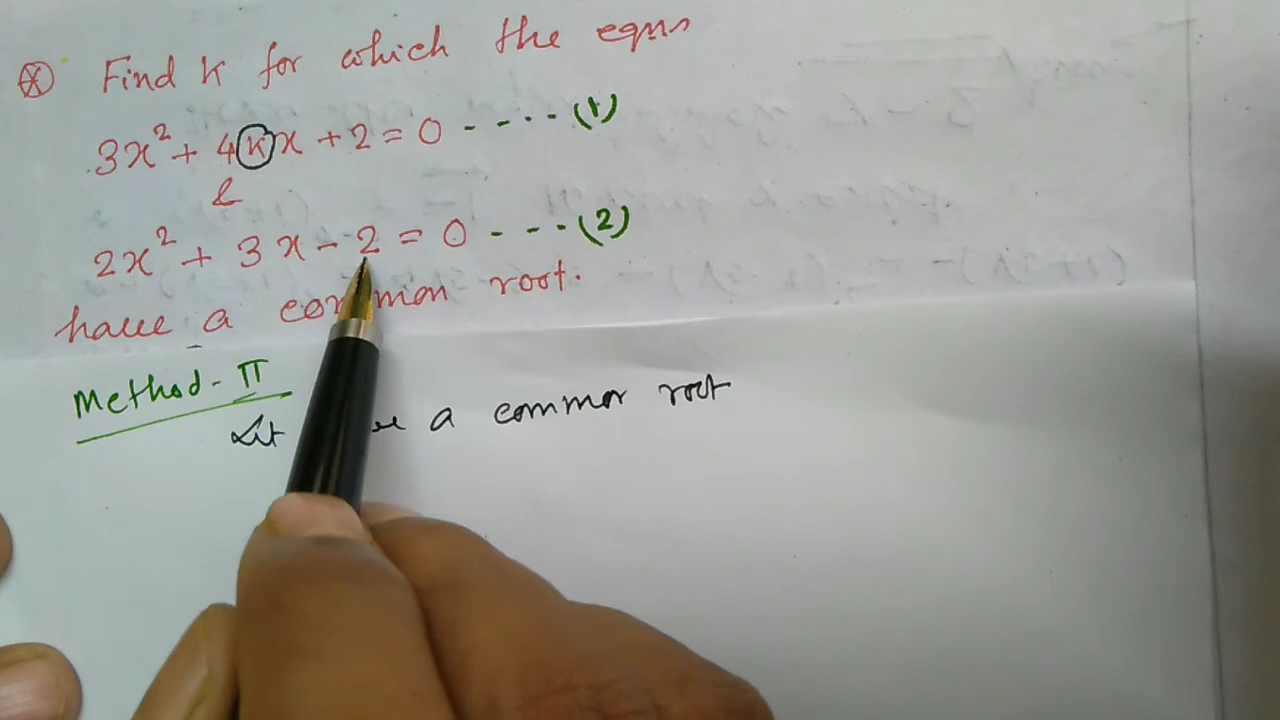 Find k for which the eqns
3x² + 4kx + 2 = 0 - - - - - (1)
&
2x² + 3x - 2 = 0 - - - - (2)
have a common root.
Method - II
Let a common root